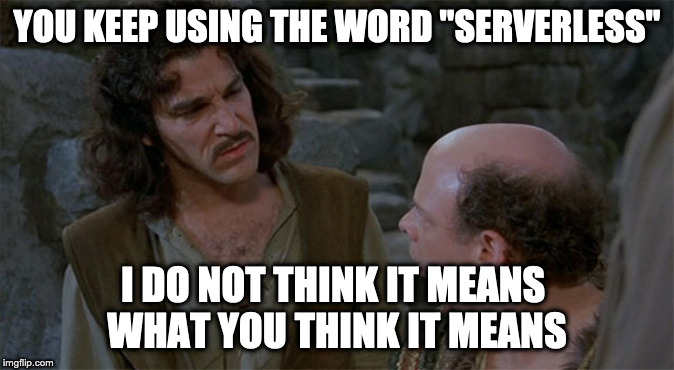 YOU KEEP USING THE WORD "SERVERLESS"
I DO NOT THINK IT MEANS
WHAT YOU THINK IT MEANS
imgflip.com